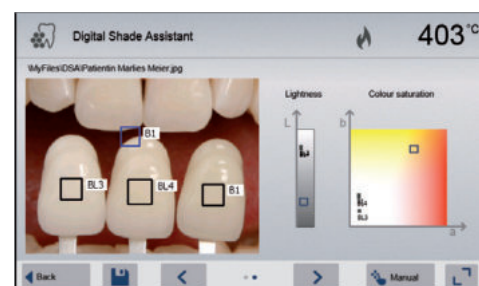 Digital Shade Assistant
403°C
\MyFiles\DSA\Patientin Marlies Meier.jpg
Lightness
Colour saturation
L
b
B1
BL3
BL4
B1
BL3
a
Back
Manual